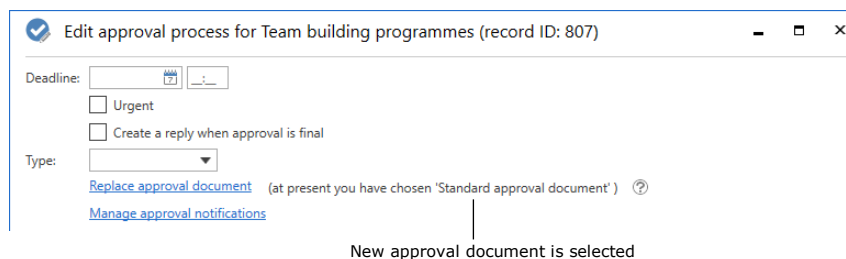 Edit approval process for Team building programmes (record ID: 807)
Deadline: __:__
Urgent
Create a reply when approval is final
Type:
Replace approval document (at present you have chosen 'Standard approval document' )
Manage approval notifications
New approval document is selected